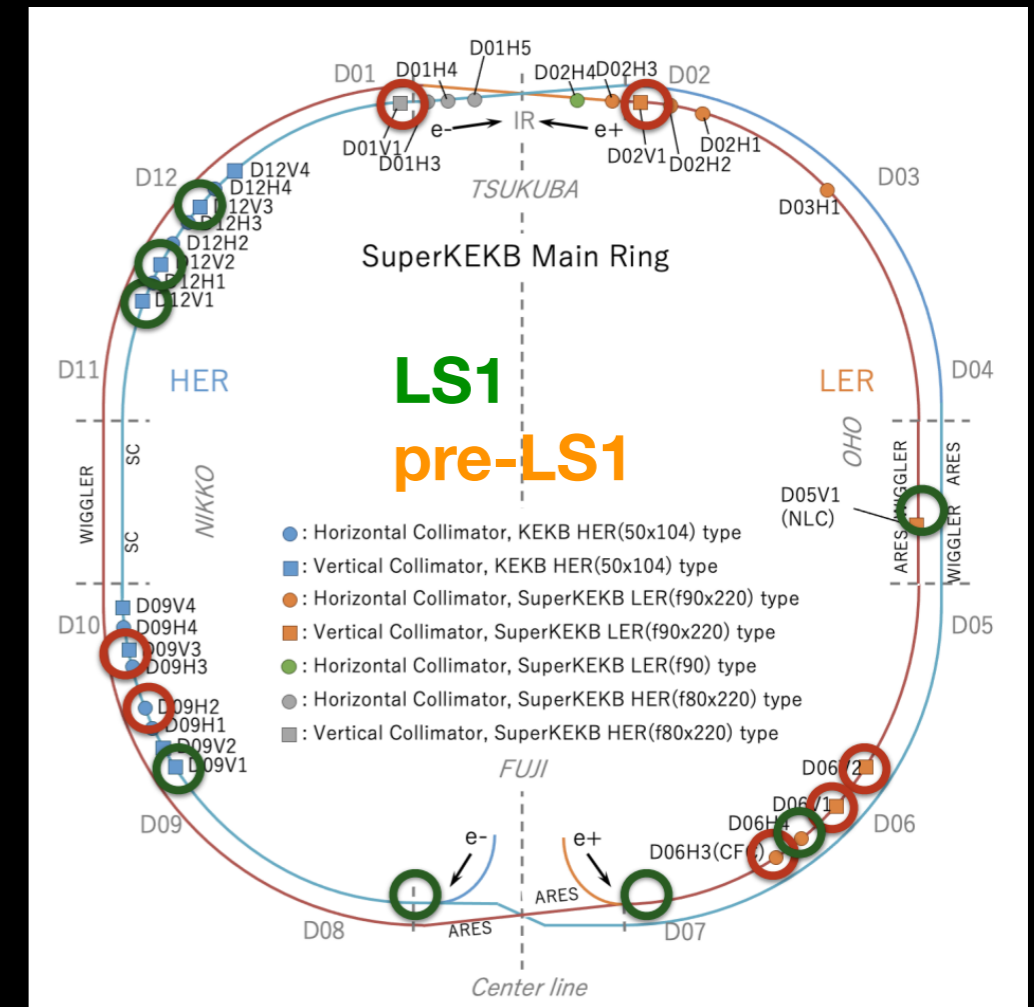 D01H5
D01 D01H4 D02H4 D02H3 D02
e- IR e+
D01V1 D02V1 D02H1
D01H3 D02H2
D12 D12V4
D12H4
D12V3
D12H3
D12H2
D12V2
D12H1
D12V1
TSUKUBA
D03
D03H1
SuperKEKB Main Ring
D11 HER LS1 LER D04
pre-LS1
WIGGLER SC SC NIKKO
OHO
ARES WIGGLER
WIGGLER ARES
D05V1
(NLC)
: Horizontal Collimator, KEKB HER(50x104) type
: Vertical Collimator, KEKB HER(50x104) type
: Horizontal Collimator, SuperKEKB LER(f90x220) type
: Vertical Collimator, SuperKEKB LER(f90x220) type
: Horizontal Collimator, SuperKEKB LER(f90) type
: Horizontal Collimator, SuperKEKB HER(f80x220) type
: Vertical Collimator, SuperKEKB HER(f80x220) type
D10 D09V4
D09H4
D09V3
D09H3
D09H2
D09H1
D09V2
D09V1
D05
FUJI
D06V2
D06V1
D06H4
D06H3(CFC)
D09 D06
e- e+
ARES
ARES
D08 D07
Center line